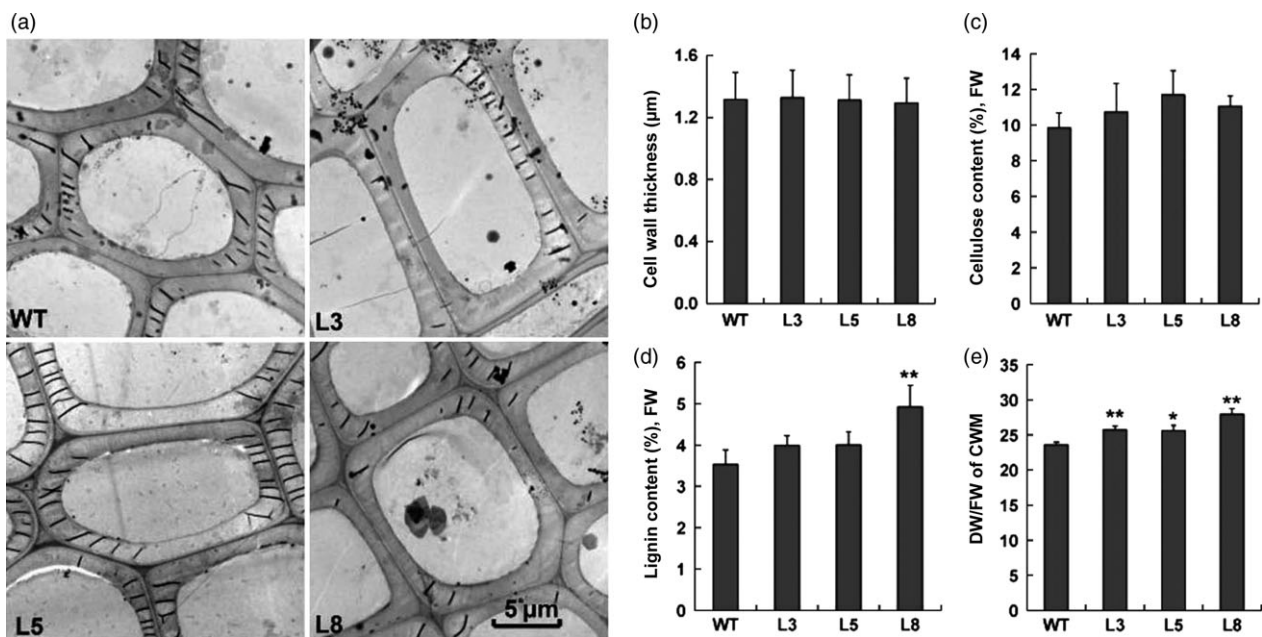 (a)
WT
L3
L5
L8
5 µm
(b)
Cell wall thickness (µm)
1.6
1.2
0.8
0.4
0.0
WT L3 L5 L8
(c)
Cellulose content (%), FW
14
12
10
8
6
4
2
0
WT L3 L5 L8
(d)
Lignin content (%), FW
6
5
4
3
2
1
0
**
WT L3 L5 L8
(e)
DW/FW of CWM
35
30
25
20
15
10
5
0
** * **
WT L3 L5 L8